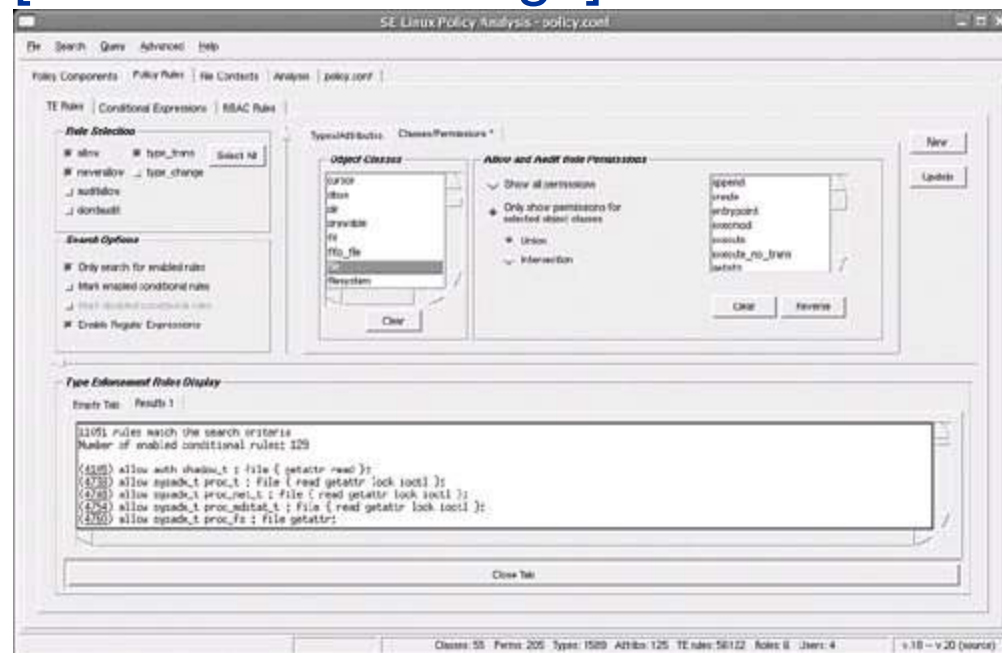 SE Linux Policy Analysis - policy.conf
File Search Query Advanced Help
Policy Components Policy Rules File Contexts Analysis policy.conf
TE Rules Conditional Expressions RBAC Rules
Rule Selection
allow type_trans Select All
neverallow type_change
auditallow
dontaudit
Search Options
Only search for enabled rules
Mark enabled conditional rules
Mark disabled conditional rules
Enable Regular Expressions
Types/Attributes Classes/Permissions *
Object Classes
cursor
dbus
dir
drawable
fd
fifo_file
filesystem
Clear
Allow and Audit Rule Permissions
Show all permissions
Only show permissions for
selected object classes
Union
Intersection
append
create
entrypoint
execmod
execute
execute_no_trans
getattr
Clear Reverse
New
Update
Type Enforcement Rules Display
Empty Tab Results 1
11051 rules match the search criteria
Number of enabled conditional rules: 129
allow auth shadow_t : file { getattr read };
allow sysadm_t proc_t : file { read getattr lock ioctl };
allow sysadm_t proc_net_t : file { read getattr lock ioctl };
(4754) allow sysadm_t proc_mdstat_t : file { read getattr lock ioctl };
allow sysadm_t proc_fs : file getattr;
Close Tab
Classes: 55 Perms: 205 Types: 1589 Attribs: 125 TE rules: Roles: 6 Users: 4 v.18 -- v.20 (source)